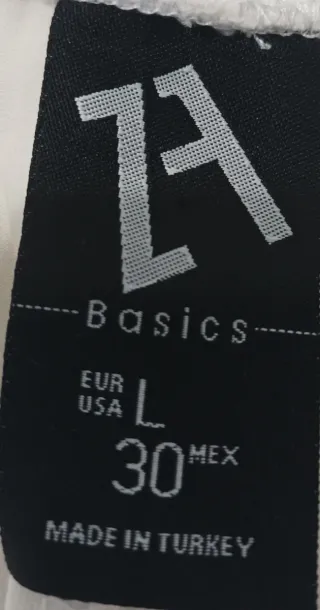 ZA
Basics
EUR
USA L
30 MEX
MADE IN TURKEY